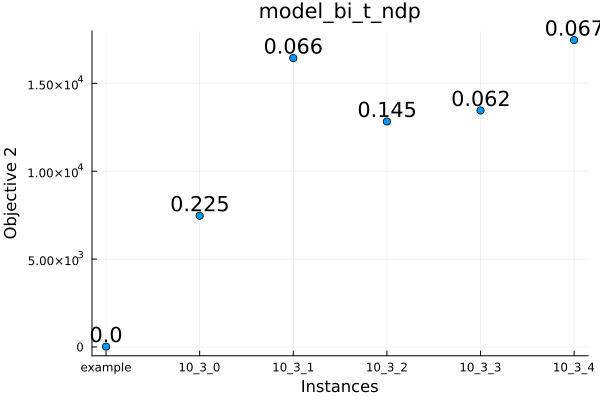 model_bi_t_ndp
0.067
0.066
1.50×10⁴
0.145
0.062
1.00×10⁴
0.225
5.00×10³
0.0
0
example 10_3_0 10_3_1 10_3_2 10_3_3 10_3_4
Instances
Objective 2